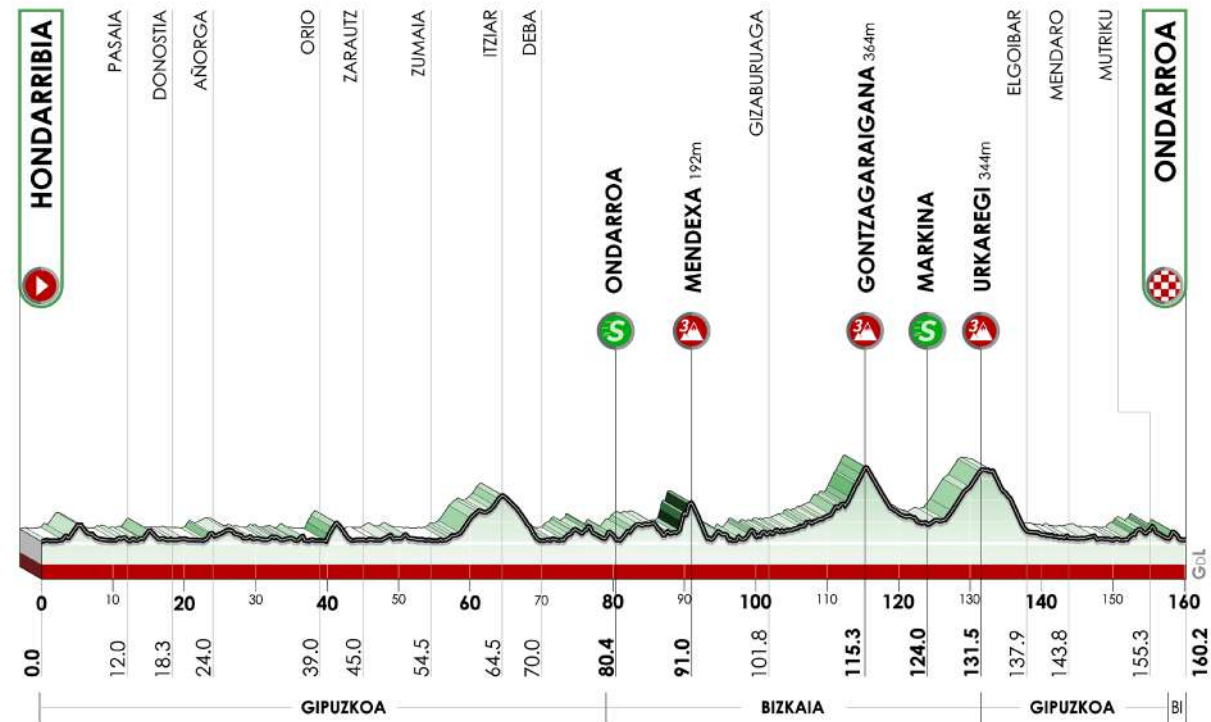 HONDARRIBIA
PASAIA
DONOSTIA
AÑORGA
ORIO
ZARAUTZ
ZUMAIA
ITZIAR
DEBA
ONDARROA
MENDEXA 192m
GIZABURUAGA
GONTZAGARAIGANA 364m
MARKINA
URKAREGI 344m
ELGOIBAR
MENDARO
MUTRIKU
ONDARROA
S
3
3
S
3
GdL
0 10 20 30 40 50 60 70 80 90 100 110 120 130 140 150 160
0.0 12.0 18.3 24.0 39.0 45.0 54.5 64.5 70.0 80.4 91.0 101.8 115.3 124.0 131.5 137.9 143.8 155.3 160.2
GIPUZKOA BIZKAIA GIPUZKOA BI